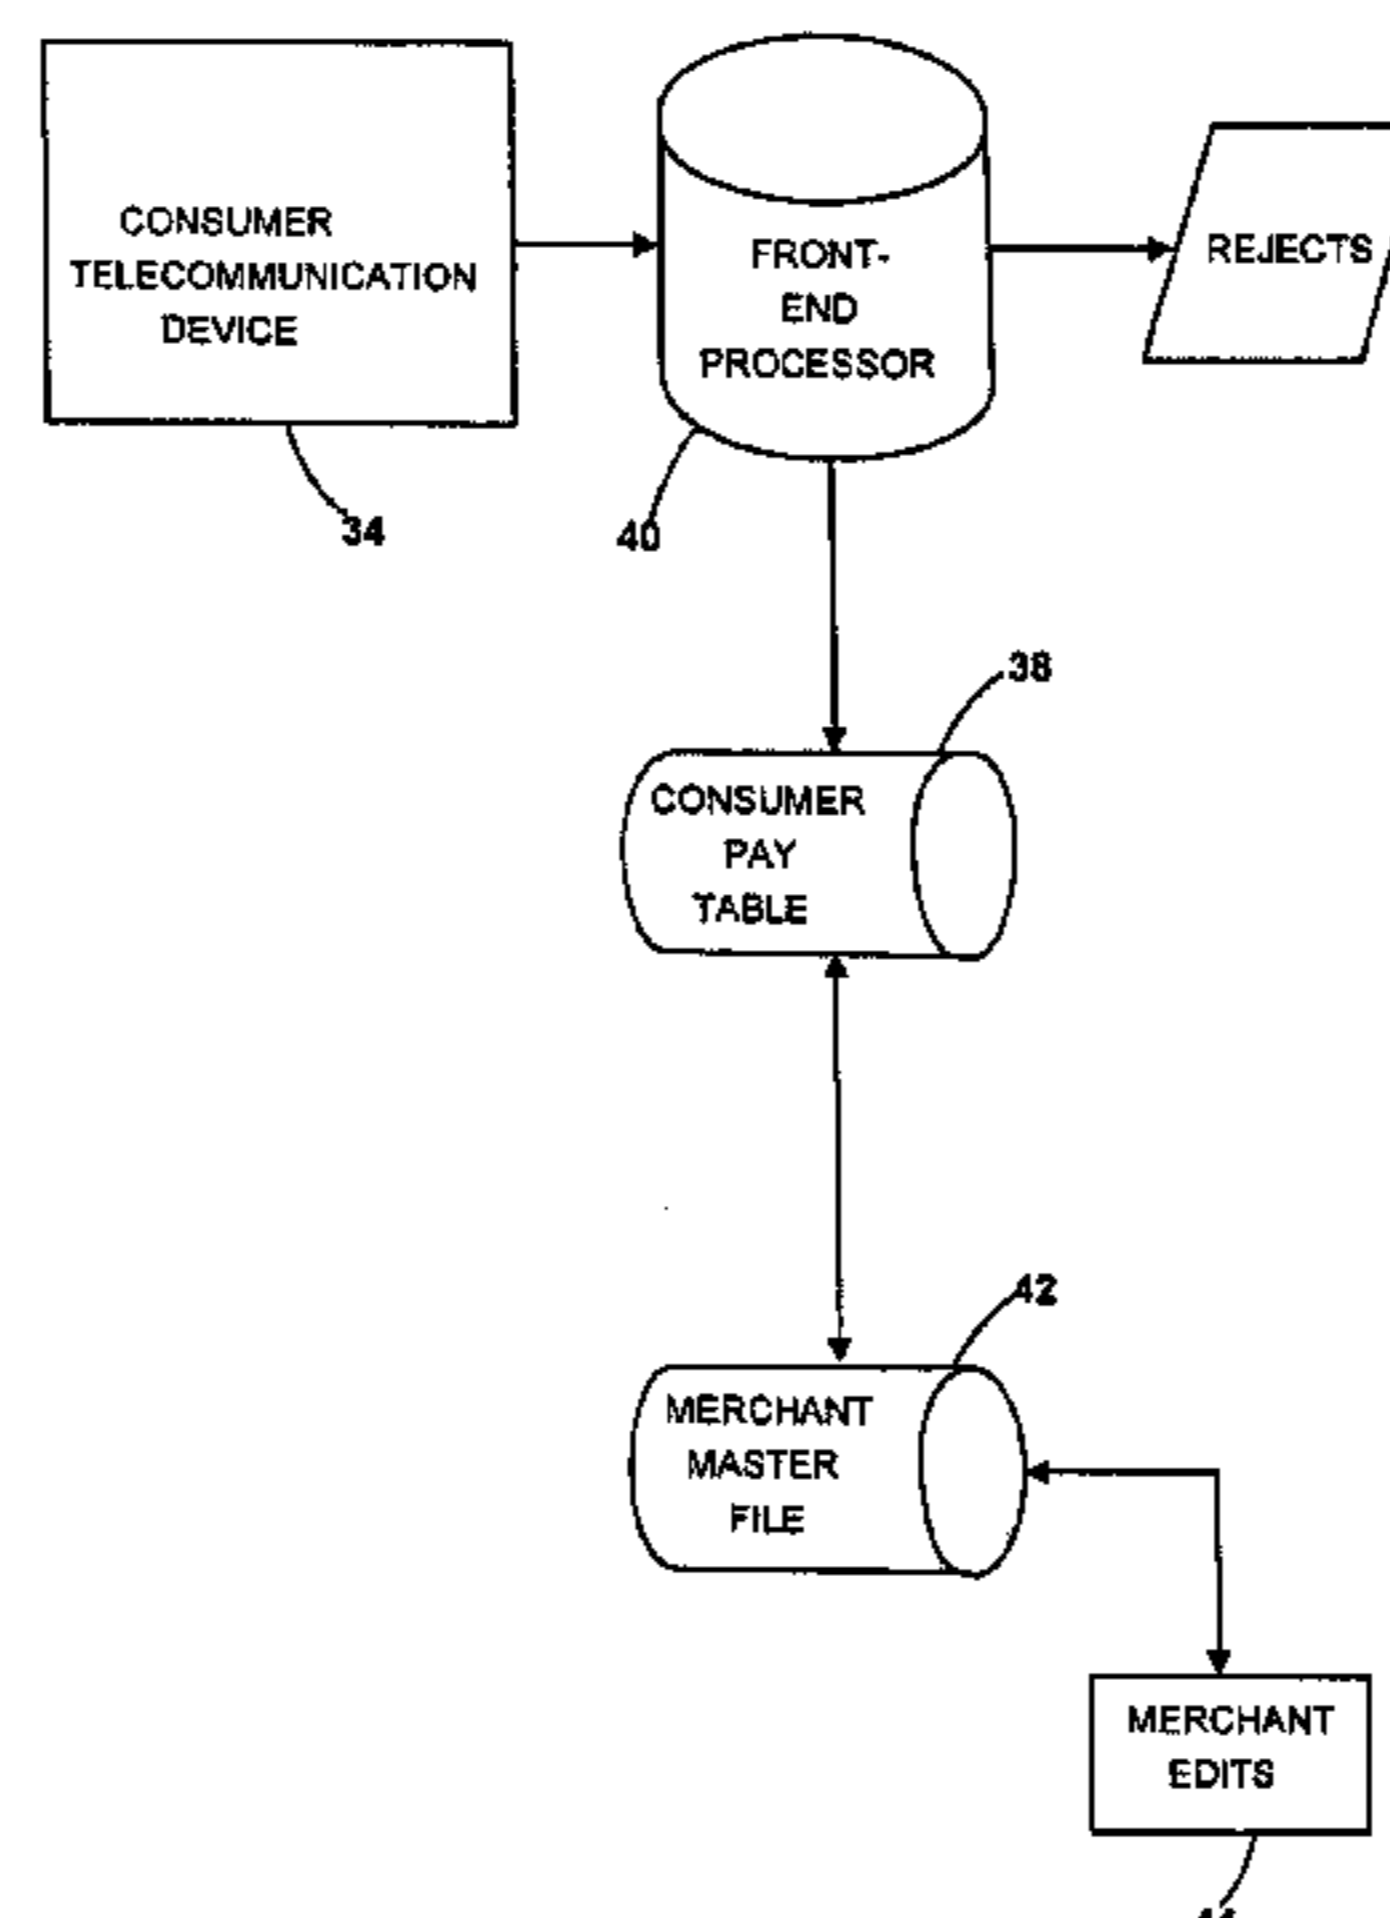 CONSUMER
TELECOMMUNICATION
DEVICE
FRONT-
END
PROCESSOR
REJECTS
34
40
38
CONSUMER
PAY
TABLE
42
MERCHANT
MASTER
FILE
MERCHANT
EDITS